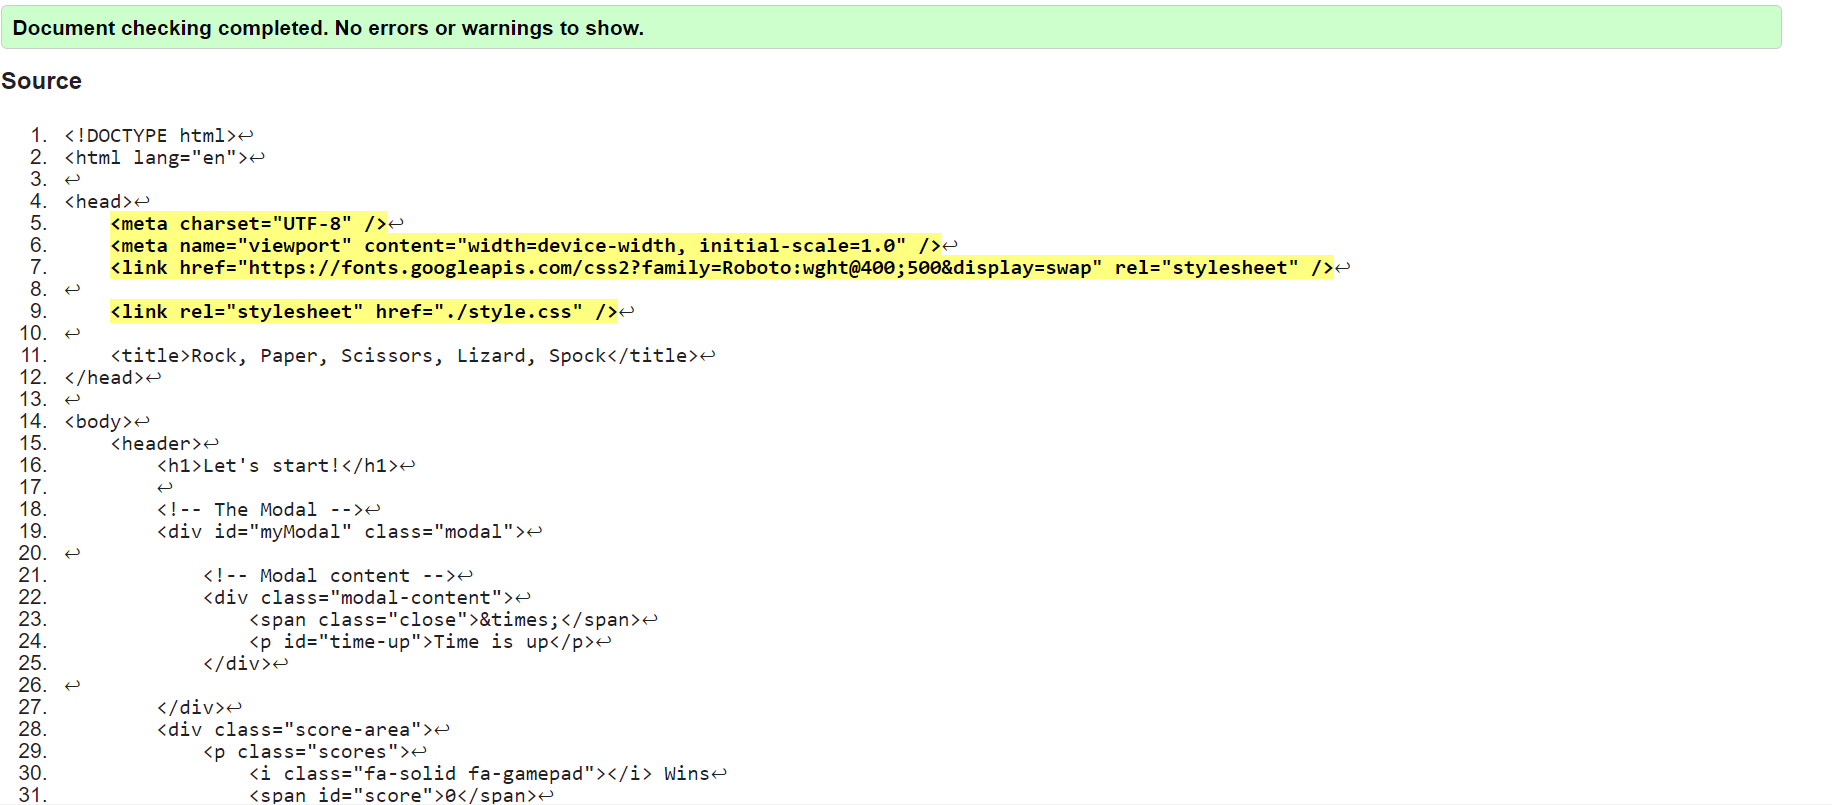 Document checking completed. No errors or warnings to show.
Source
1. <!DOCTYPE html>↩
2. <html lang="en">↩
3. ↩
4. <head>↩
5. <meta charset="UTF-8" />↩
6. <meta name="viewport" content="width=device-width, initial-scale=1.0" />↩
7. <link href="https://fonts.googleapis.com/css2?family=Roboto:wght@400;500&display=swap" rel="stylesheet" />↩
8. ↩
9. <link rel="stylesheet" href="./style.css" />↩
10. ↩
11. <title>Rock, Paper, Scissors, Lizard, Spock</title>↩
12. </head>↩
13. ↩
14. <body>↩
15. <header>↩
16. <h1>Let's start!</h1>↩
17. ↩
18. <!-- The Modal -->↩
19. <div id="myModal" class="modal">↩
20. ↩
21. <!-- Modal content -->↩
22. <div class="modal-content">↩
23. <span class="close">&times;</span>↩
24. <p id="time-up">Time is up</p>↩
25. </div>↩
26. ↩
27. </div>↩
28. <div class="score-area">↩
29. <p class="scores">↩
30. <i class="fa-solid fa-gamepad"></i> Wins↩
31. <span id="score">0</span>↩